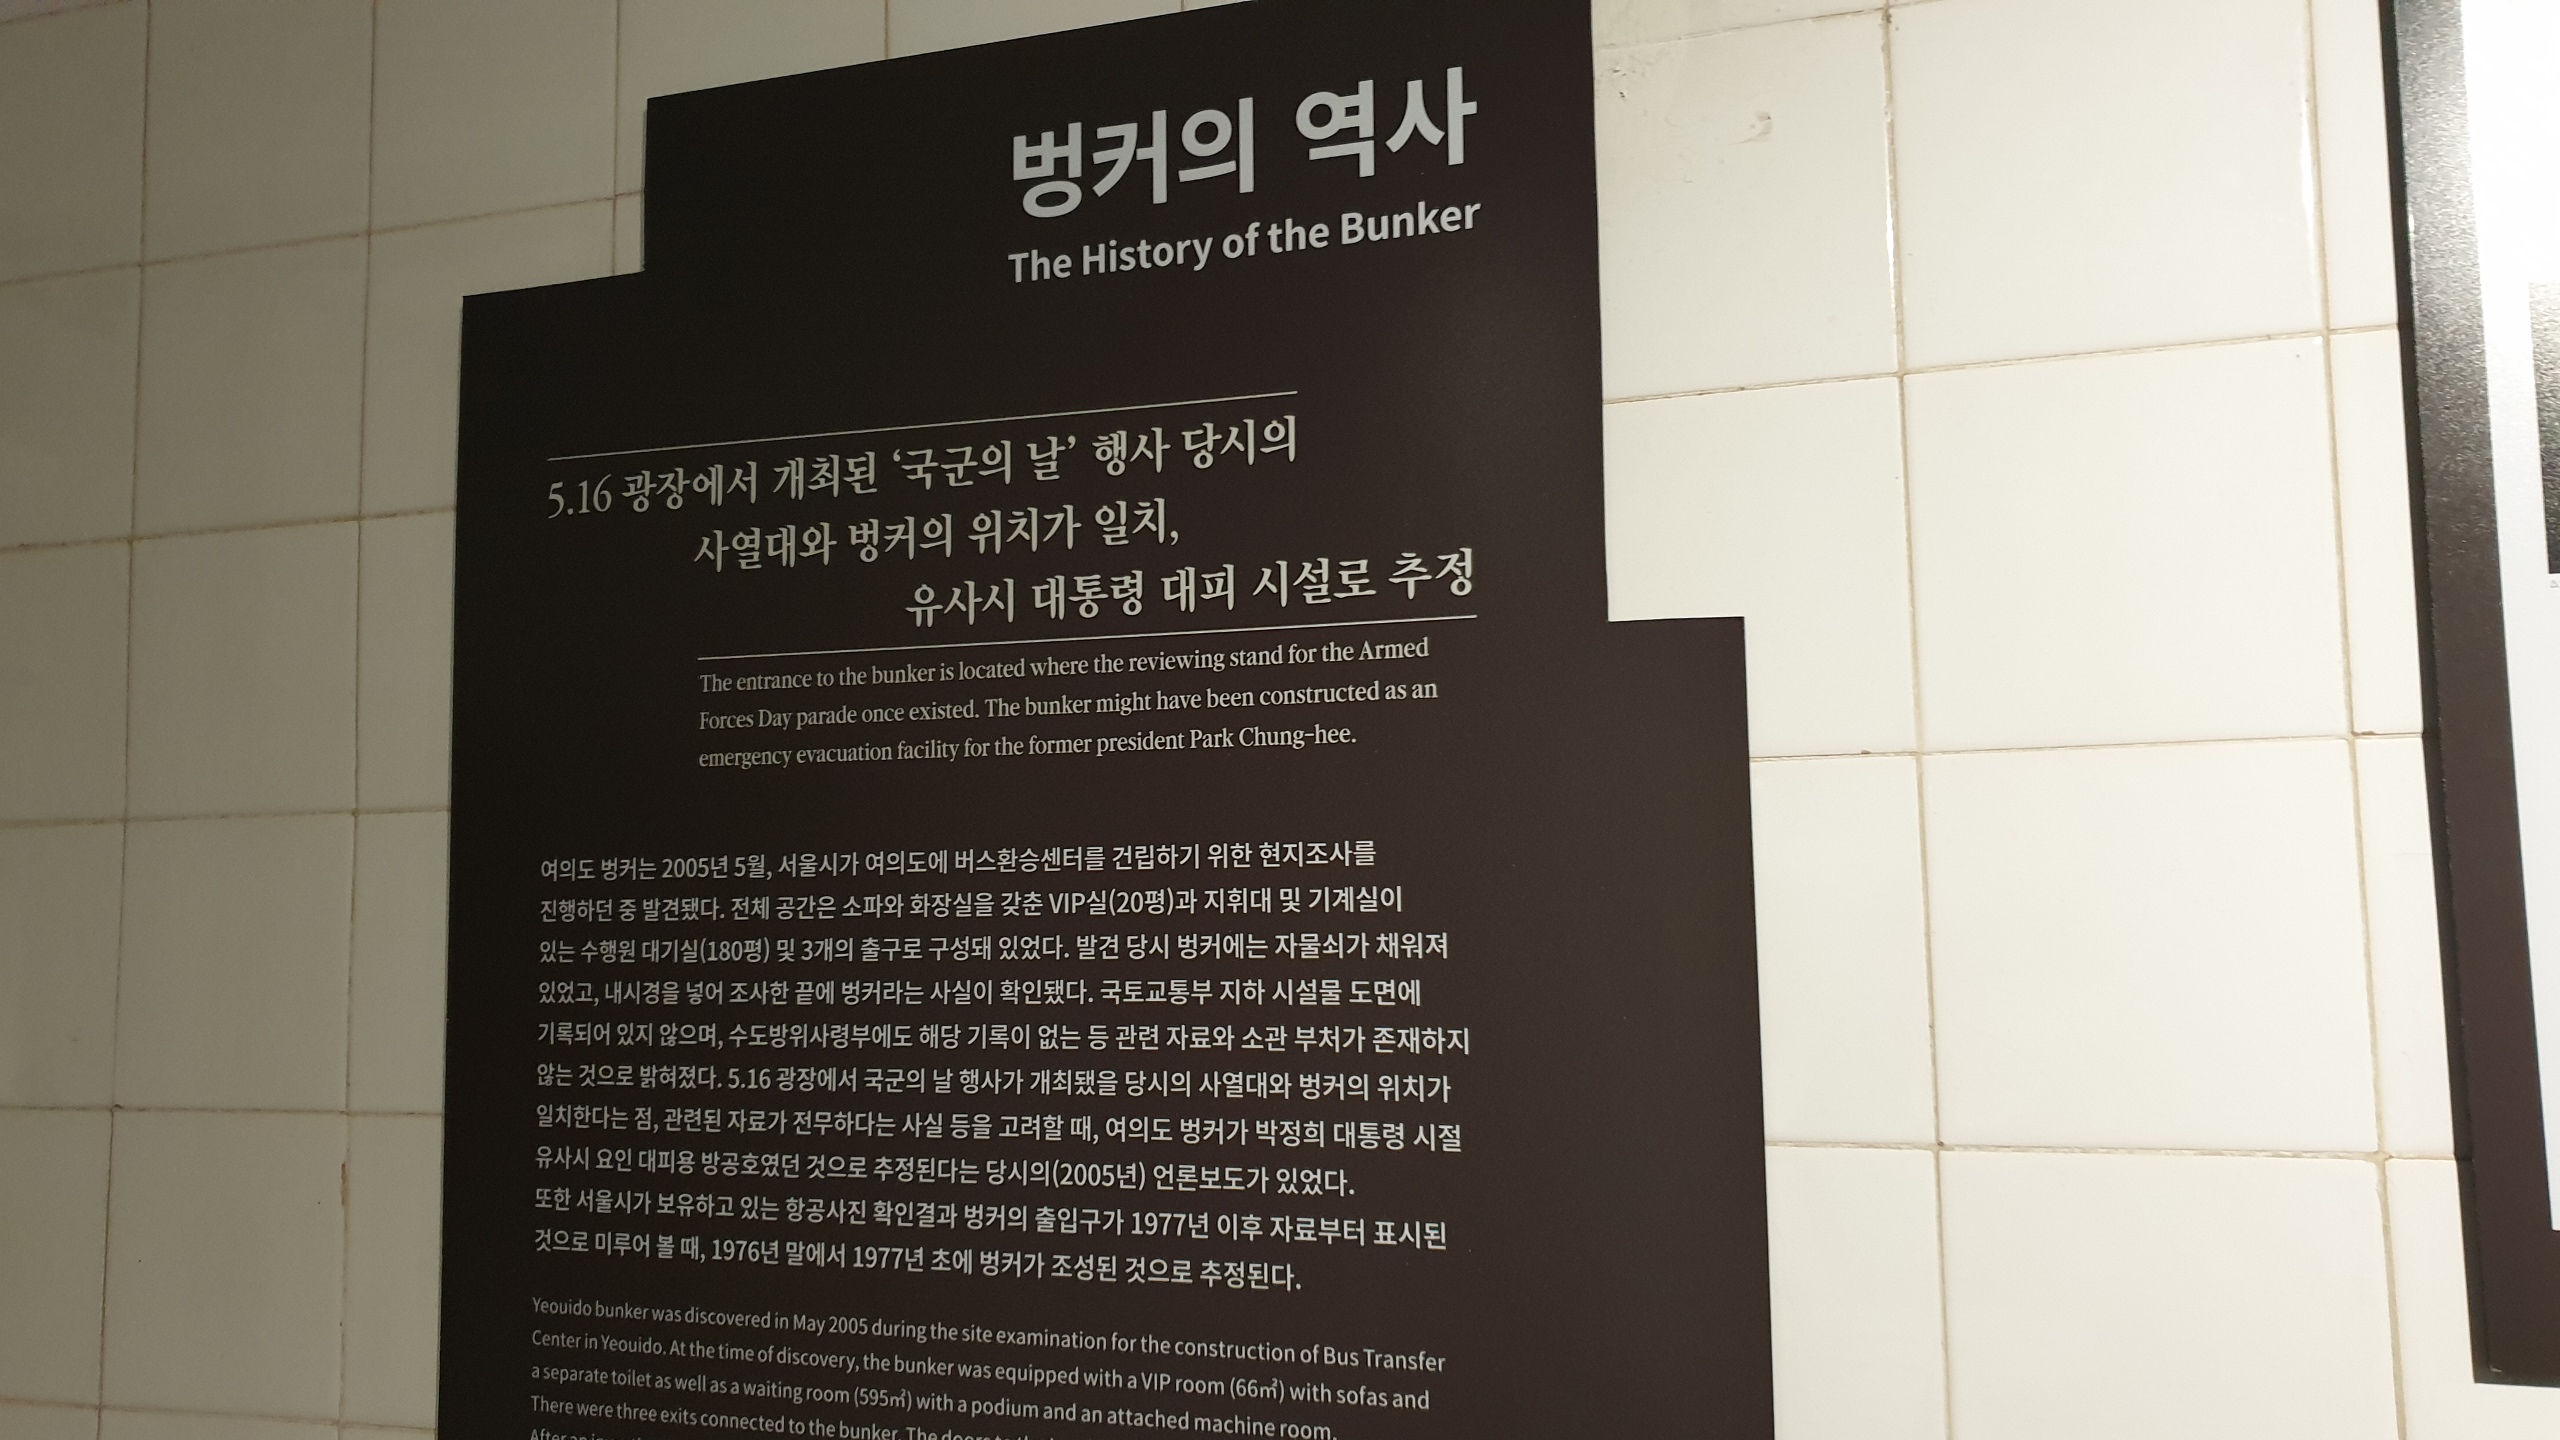 벙커의 역사
The History of the Bunker
5.16 광장에서 개최된 ‘국군의 날’ 행사 당시의
사열대와 벙커의 위치가 일치,
유사시 대통령 대피 시설로 추정
The entrance to the bunker is located where the reviewing stand for the Armed
Forces Day parade once existed. The bunker might have been constructed as an
emergency evacuation facility for the former president Park Chung-hee.
여의도 벙커는 2005년 5월, 서울시가 여의도에 버스환승센터를 건립하기 위한 현지조사를
진행하던 중 발견됐다. 전체 공간은 소파와 화장실을 갖춘 VIP실(20평)과 지휘대 및 기계실이
있는 수행원 대기실(180평) 및 3개의 출구로 구성돼 있었다. 발견 당시 벙커에는 자물쇠가 채워져
있었고, 내시경을 넣어 조사한 끝에 벙커라는 사실이 확인됐다. 국토교통부 지하 시설물 도면에
기록되어 있지 않으며, 수도방위사령부에도 해당 기록이 없는 등 관련 자료와 소관 부처가 존재하지
않는 것으로 밝혀졌다. 5.16 광장에서 국군의 날 행사가 개최됐을 당시의 사열대와 벙커의 위치가
일치한다는 점, 관련된 자료가 전무하다는 사실 등을 고려할 때, 여의도 벙커가 박정희 대통령 시절
유사시 요인 대피용 방공호였던 것으로 추정된다는 당시의(2005년) 언론보도가 있었다.
또한 서울시가 보유하고 있는 항공사진 확인결과 벙커의 출입구가 1977년 이후 자료부터 표시된
것으로 미루어 볼 때, 1976년 말에서 1977년 초에 벙커가 조성된 것으로 추정된다.
Yeouido bunker was discovered in May 2005 during the site examination for the construction of Bus Transfer
Center in Yeouido. At the time of discovery, the bunker was equipped with a VIP room (66㎡) with sofas and
a separate toilet as well as a waiting room (595㎡) with a podium and an attached machine room.
There were three exits connected to the bunker. The doors